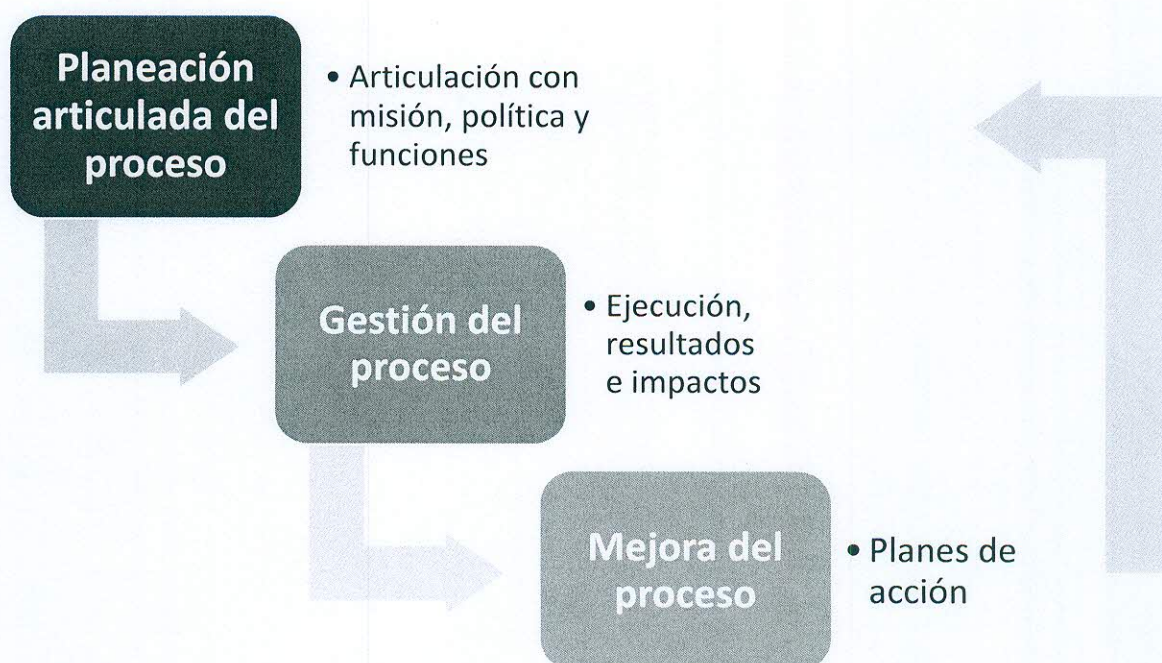 Planeación
articulada del
proceso
• Articulación con
misión, política y
funciones
Gestión del
proceso
• Ejecución,
resultados
e impactos
Mejora del
proceso
• Planes de
acción